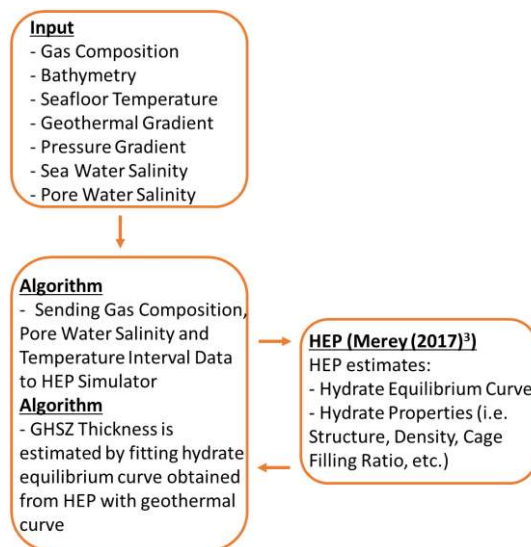 Input
- Gas Composition
- Bathymetry
- Seafloor Temperature
- Geothermal Gradient
- Pressure Gradient
- Sea Water Salinity
- Pore Water Salinity
Algorithm
- Sending Gas Composition,
Pore Water Salinity and
Temperature Interval Data
to HEP Simulator
Algorithm
- GHSZ Thickness is
estimated by fitting hydrate
equilibrium curve obtained
from HEP with geothermal
curve
HEP (Merey (2017)³)
HEP estimates:
- Hydrate Equilibrium Curve
- Hydrate Properties (i.e.
Structure, Density, Cage
Filling Ratio, etc.)